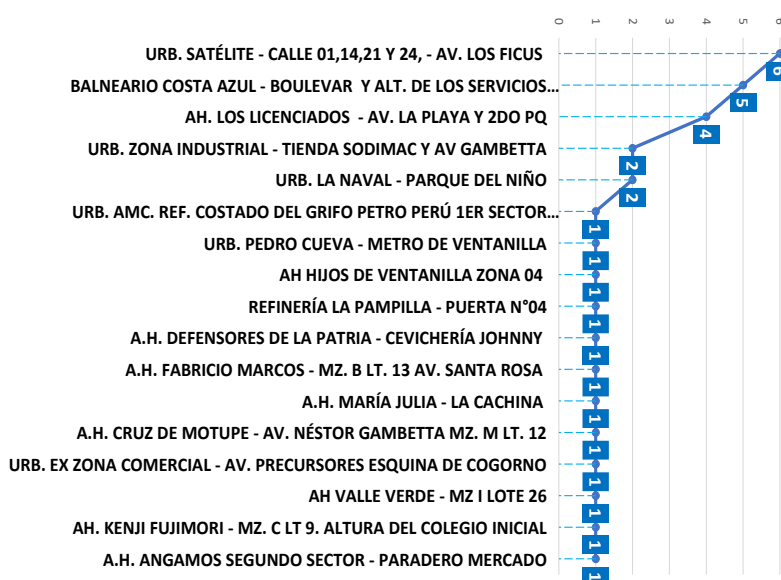 0 1 2 3 4 5 6
URB. SATÉLITE - CALLE 01,14,21 Y 24, - AV. LOS FICUS
6
BALNEARIO COSTA AZUL - BOULEVAR Y ALT. DE LOS SERVICIOS...
5
AH. LOS LICENCIADOS - AV. LA PLAYA Y 2DO PQ
4
URB. ZONA INDUSTRIAL - TIENDA SODIMAC Y AV GAMBETTA
2
URB. LA NAVAL - PARQUE DEL NIÑO
2
URB. AMC. REF. COSTADO DEL GRIFO PETRO PERÚ 1ER SECTOR...
1
URB. PEDRO CUEVA - METRO DE VENTANILLA
1
AH HIJOS DE VENTANILLA ZONA 04
1
REFINERÍA LA PAMPILLA - PUERTA N°04
1
A.H. DEFENSORES DE LA PATRIA - CEVICHERÍA JOHNNY
1
A.H. FABRICIO MARCOS - MZ. B LT. 13 AV. SANTA ROSA
1
A.H. MARÍA JULIA - LA CACHINA
1
A.H. CRUZ DE MOTUPE - AV. NÉSTOR GAMBETTA MZ. M LT. 12
1
URB. EX ZONA COMERCIAL - AV. PRECURSORES ESQUINA DE COGORNO
1
AH VALLE VERDE - MZ I LOTE 26
1
AH. KENJI FUJIMORI - MZ. C LT 9. ALTURA DEL COLEGIO INICIAL
1
A.H. ANGAMOS SEGUNDO SECTOR - PARADERO MERCADO
1